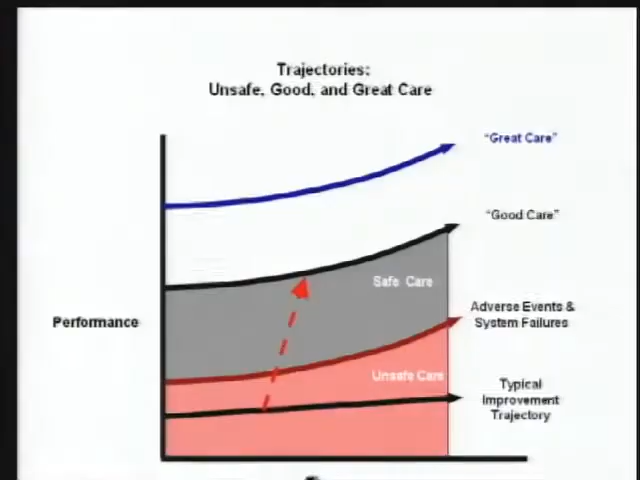 Trajectories:
Unsafe, Good, and Great Care
"Great Care"
"Good Care"
Safe Care
Adverse Events &
System Failures
Performance
Unsafe Care
Typical
Improvement
Trajectory